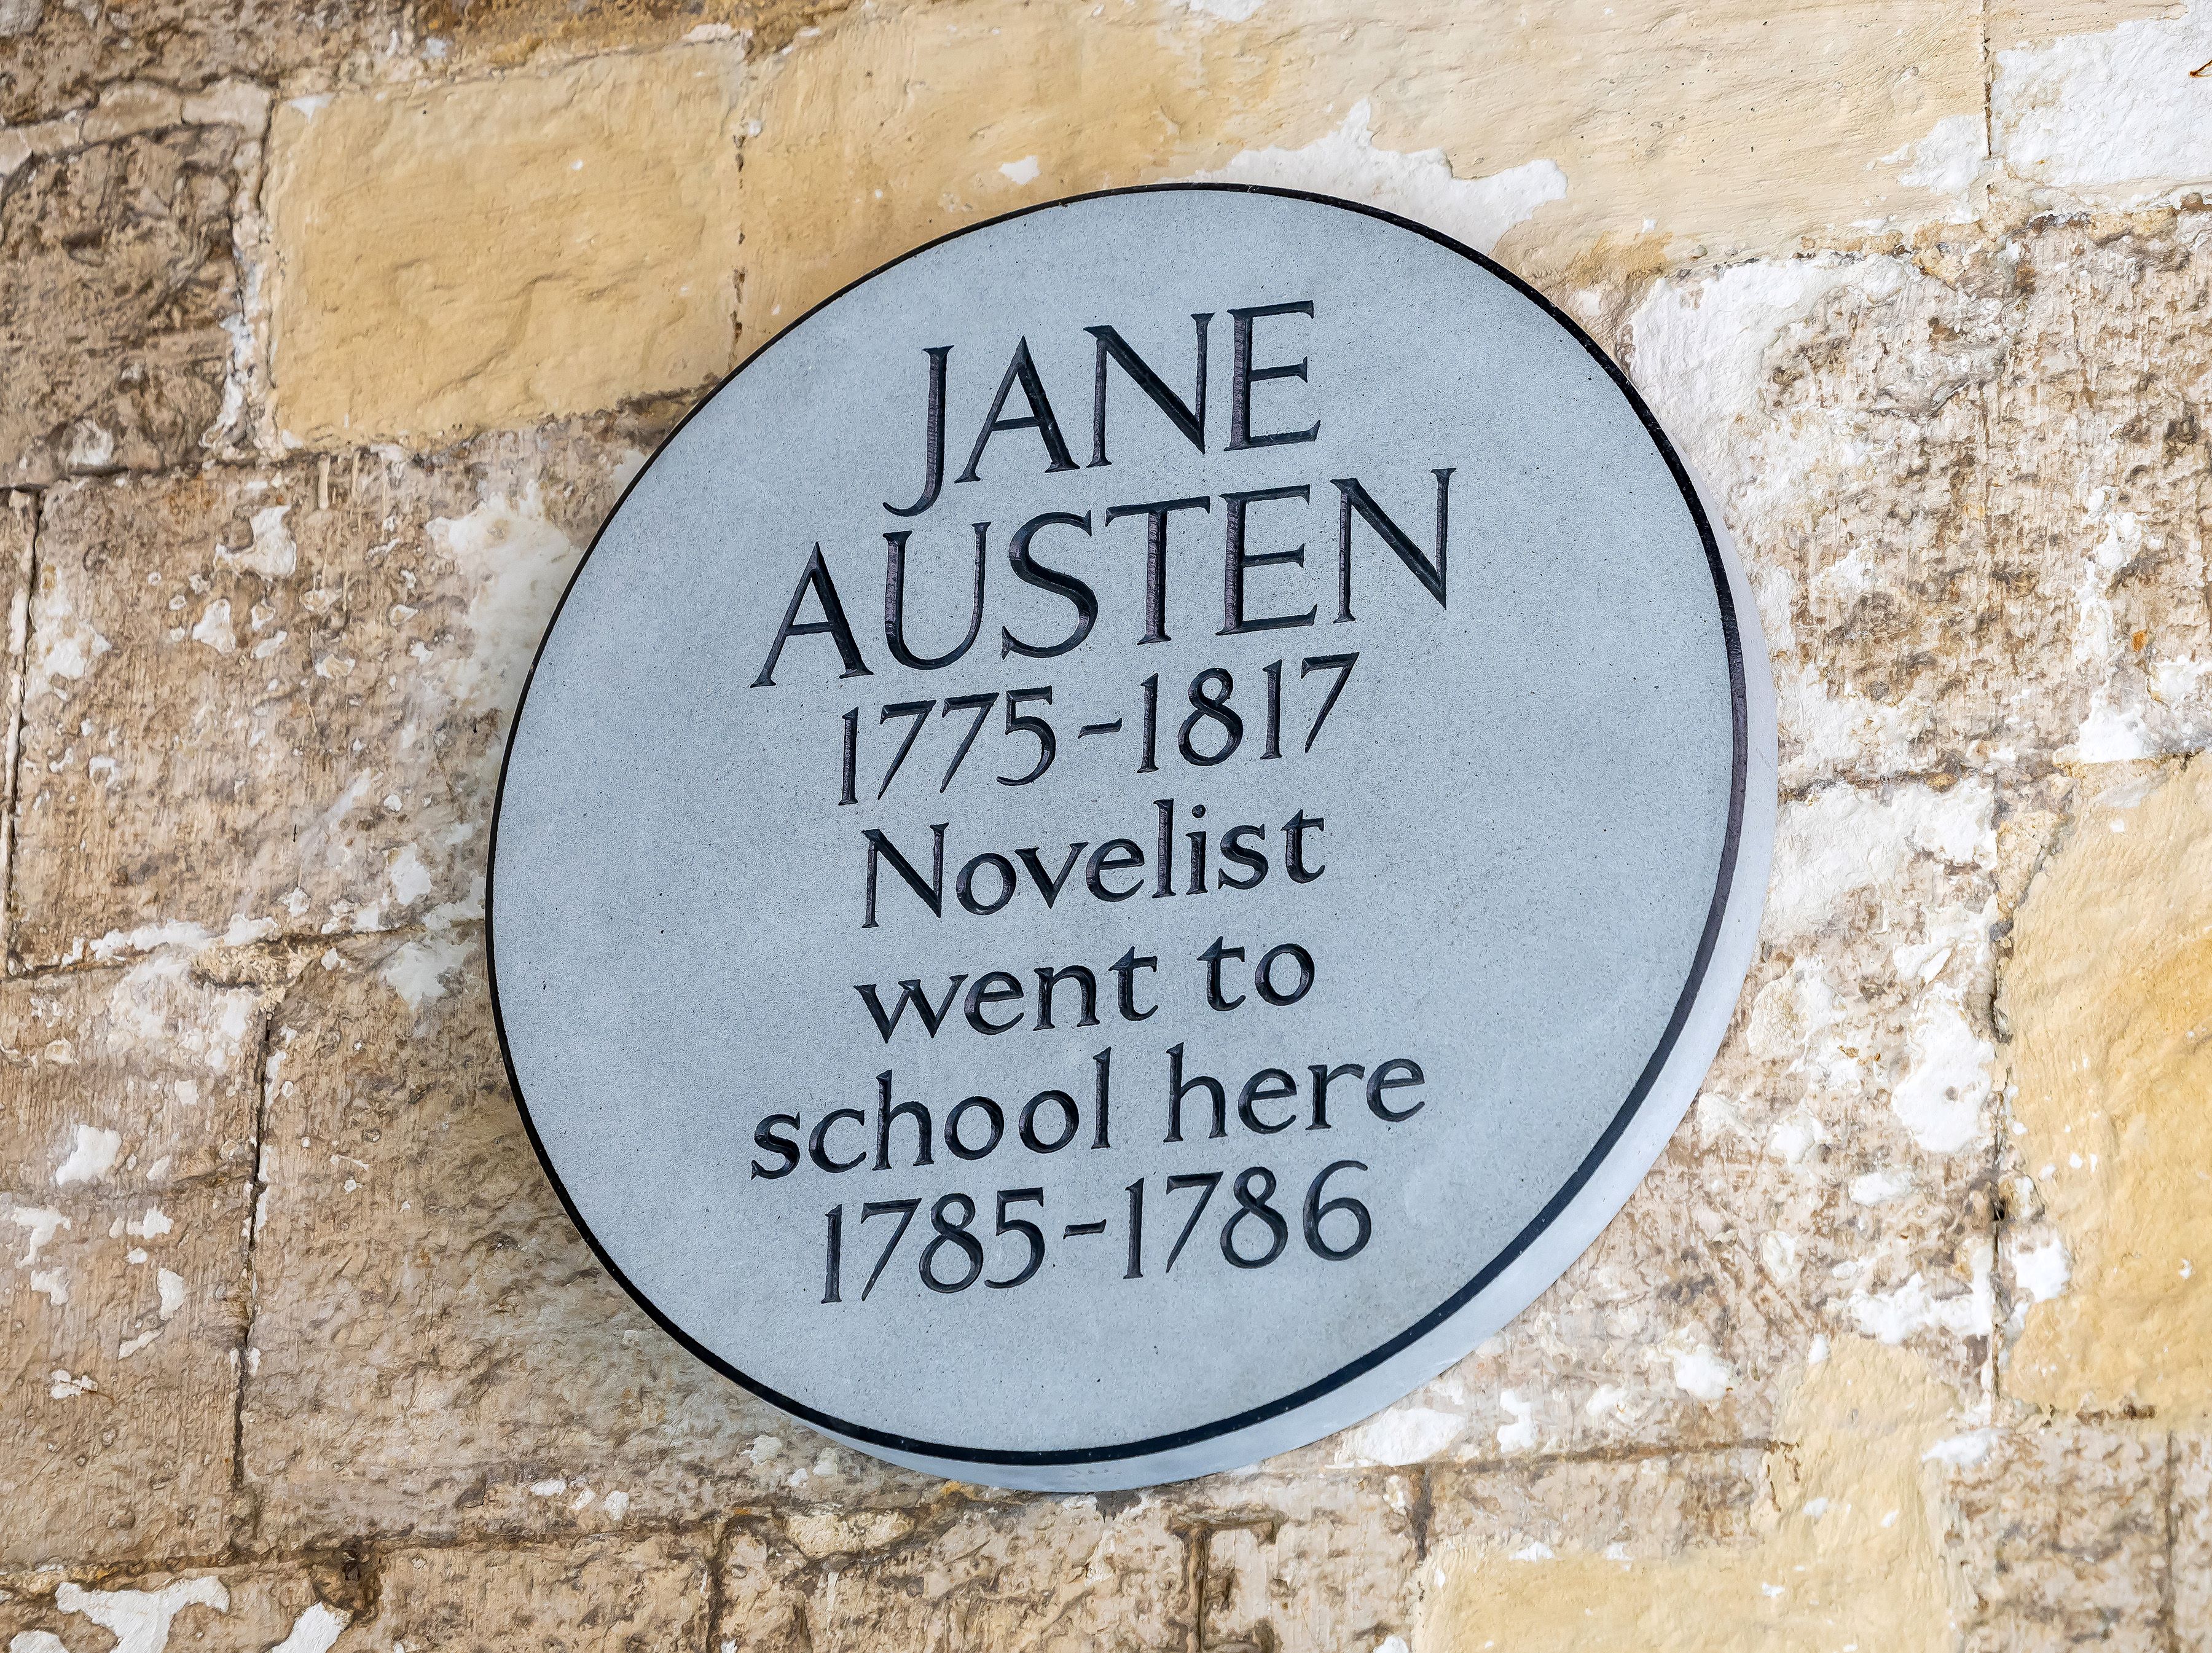 JANE
AUSTEN
1775-1817
Novelist
went to
school here
1785-1786